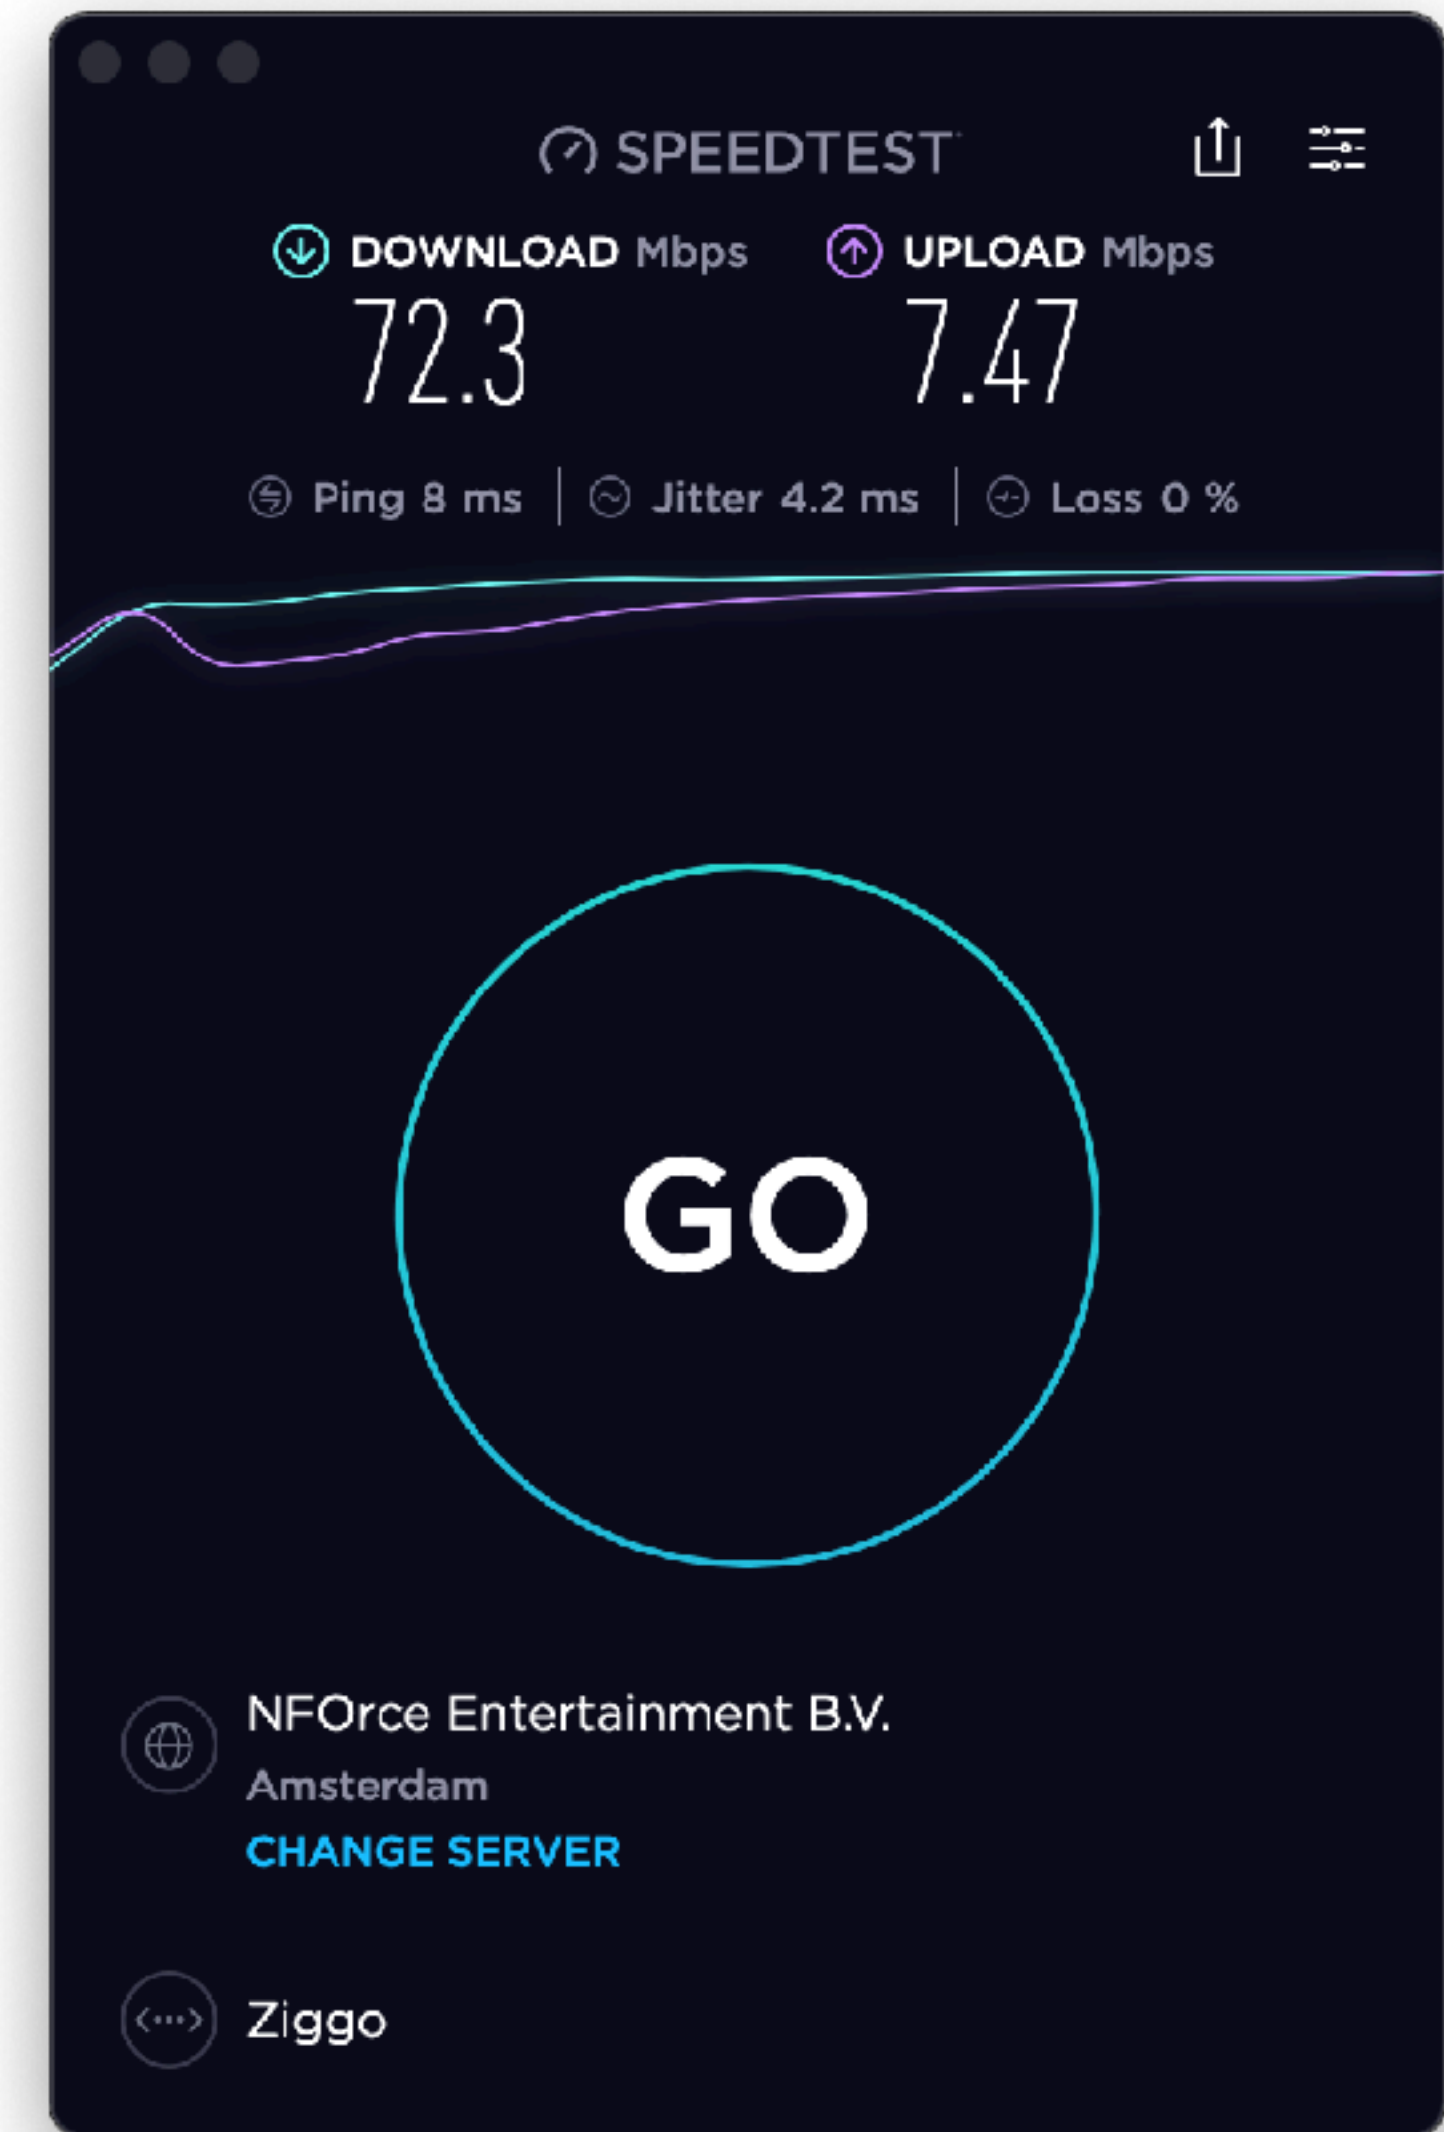 SPEEDTEST
DOWNLOAD Mbps
72.3
UPLOAD Mbps
7.47
Ping 8 ms
Jitter 4.2 ms
Loss 0 %
GO
NFOrce Entertainment B.V.
Amsterdam
CHANGE SERVER
Ziggo